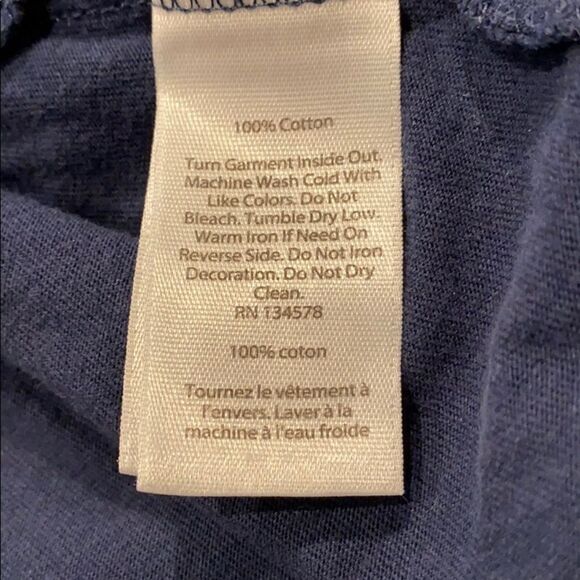 100% Cotton
Turn Garment Inside Out.
Machine Wash Cold With
Like Colors. Do Not
Bleach. Tumble Dry Low.
Warm Iron If Need On
Reverse Side. Do Not Iron
Decoration. Do Not Dry
Clean.
RN 134578
100% coton
Tournez le vêtement à
l'envers. Laver à la
machine à l'eau froide